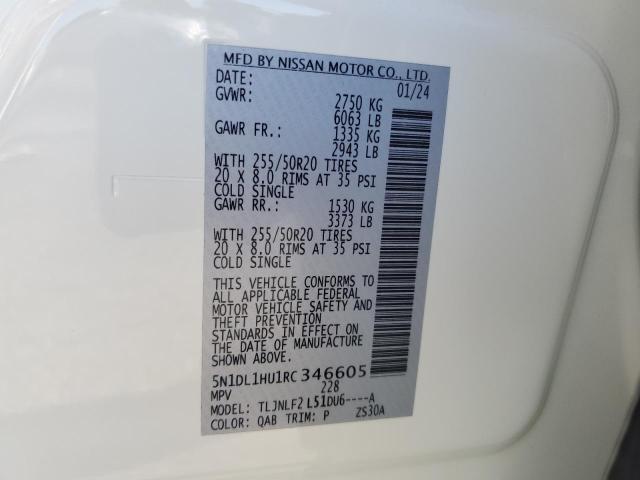 MFD BY NISSAN MOTOR CO., LTD.
DATE: 01/24
GVWR: 2750 KG
6063 LB
GAWR FR.: 1335 KG
2943 LB
WITH 255/50R20 TIRES
20 X 8.0 RIMS AT 35 PSI
COLD SINGLE
GAWR RR.: 1530 KG
3373 LB
WITH 255/50R20 TIRES
20 X 8.0 RIMS AT 35 PSI
COLD SINGLE
THIS VEHICLE CONFORMS TO
ALL APPLICABLE FEDERAL
MOTOR VEHICLE SAFETY AND
THEFT PREVENTION
STANDARDS IN EFFECT ON
THE DATE OF MANUFACTURE
SHOWN ABOVE.
5N1DL1HU1RC346605
MPV 228
MODEL: TLJNLF2 L51DU6----A
COLOR: QAB TRIM: P ZS30A